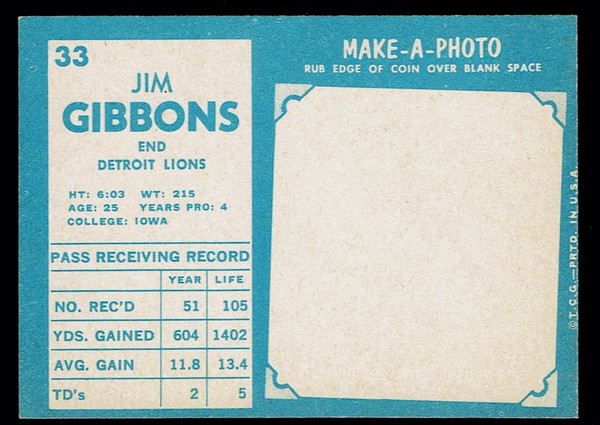 33
JIM
GIBBONS
END
DETROIT LIONS
HT: 6:03 WT: 215
AGE: 25 YEARS PRO: 4
COLLEGE: IOWA
PASS RECEIVING RECORD
YEAR LIFE
NO. REC'D 51 105
YDS. GAINED 604 1402
AVG. GAIN 11.8 13.4
TD's 2 5
MAKE-A-PHOTO
RUB EDGE OF COIN OVER BLANK SPACE
©T.C.G.—PRTD. IN U.S.A.